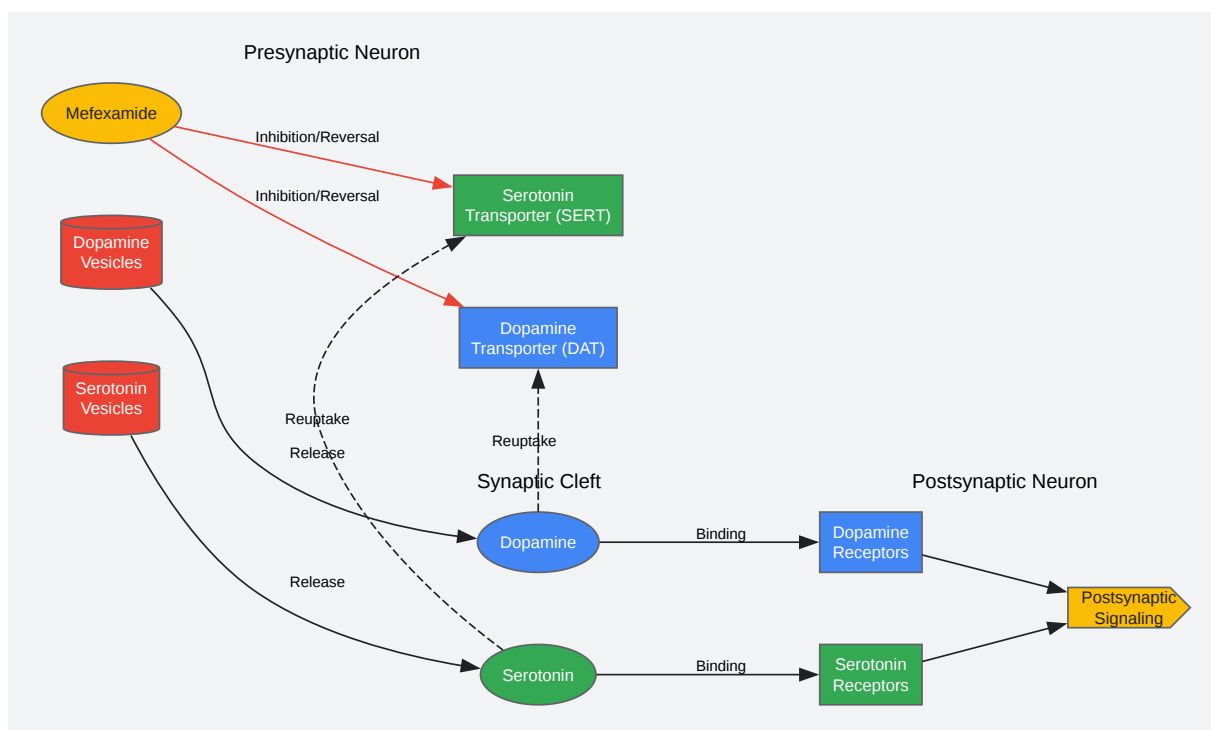 Presynaptic Neuron
Mefexamide
Inhibition/Reversal
Inhibition/Reversal
Serotonin
Transporter (SERT)
Dopamine
Vesicles
Dopamine
Transporter (DAT)
Serotonin
Vesicles
Reuptake
Release
Reuptake
Synaptic Cleft
Postsynaptic Neuron
Dopamine
Binding
Dopamine
Receptors
Release
Postsynaptic
Signaling
Serotonin
Binding
Serotonin
Receptors